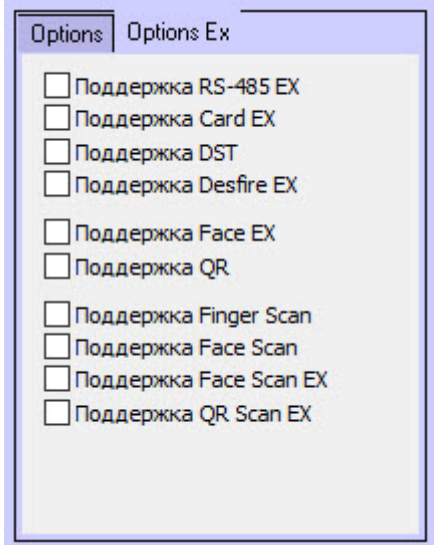 Options Options Ex
Поддержка RS-485 EX
Поддержка Card EX
Поддержка DST
Поддержка Desfire EX
Поддержка Face EX
Поддержка QR
Поддержка Finger Scan
Поддержка Face Scan
Поддержка Face Scan EX
Поддержка QR Scan EX